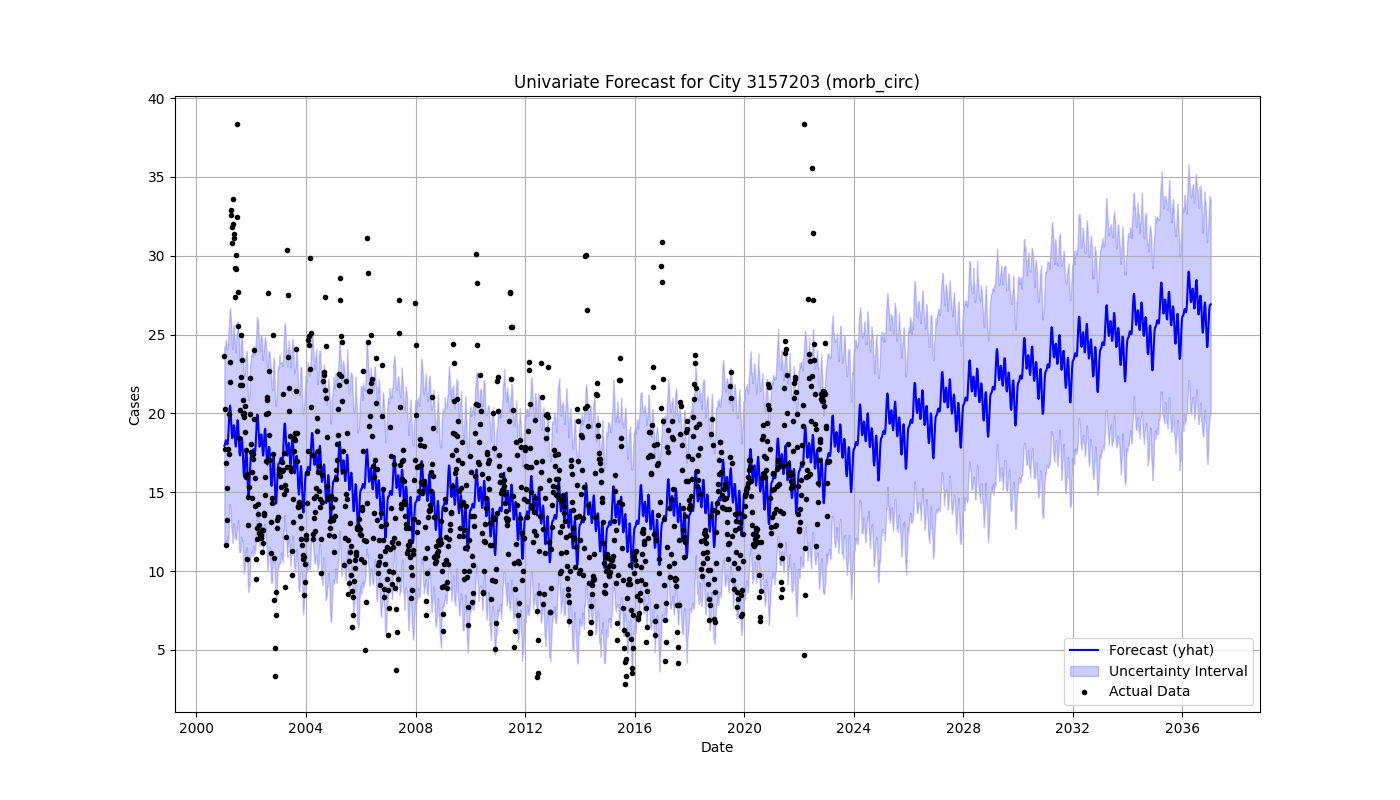 Univariate Forecast for City 3157203 (morb_circ)
40
35
30
25
20
15
10
5
Cases
2000 2004 2008 2012 2016 2020 2024 2028 2032 2036
Date
Forecast (yhat)
Uncertainty Interval
Actual Data